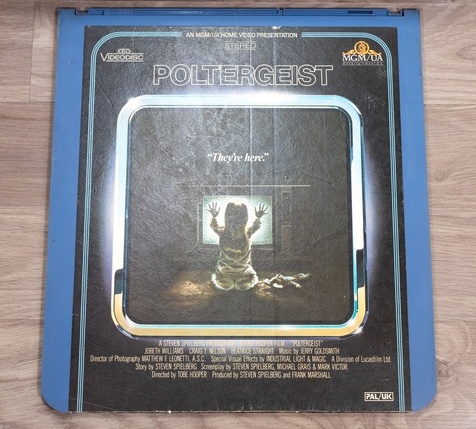 AN MGM/UA HOME VIDEO PRESENTATION
CED
VIDEODISC
STEREO
MGM/UA
HOME VIDEO
POLTERGEIST
"They're here."
A STEVEN SPIELBERG PRODUCTION A TOBE HOOPER FILM "POLTERGEIST"
JOBETH WILLIAMS CRAIG T. NELSON BEATRICE STRAIGHT Music by JERRY GOLDSMITH
Director of Photography MATTHEW F. LEONETTI, A.S.C. Special Visual Effects by INDUSTRIAL LIGHT & MAGIC A Division of Lucasfilm Ltd.
Story by STEVEN SPIELBERG Screenplay by STEVEN SPIELBERG, MICHAEL GRAIS & MARK VICTOR
Directed by TOBE HOOPER Produced by STEVEN SPIELBERG and FRANK MARSHALL
PAL/UK